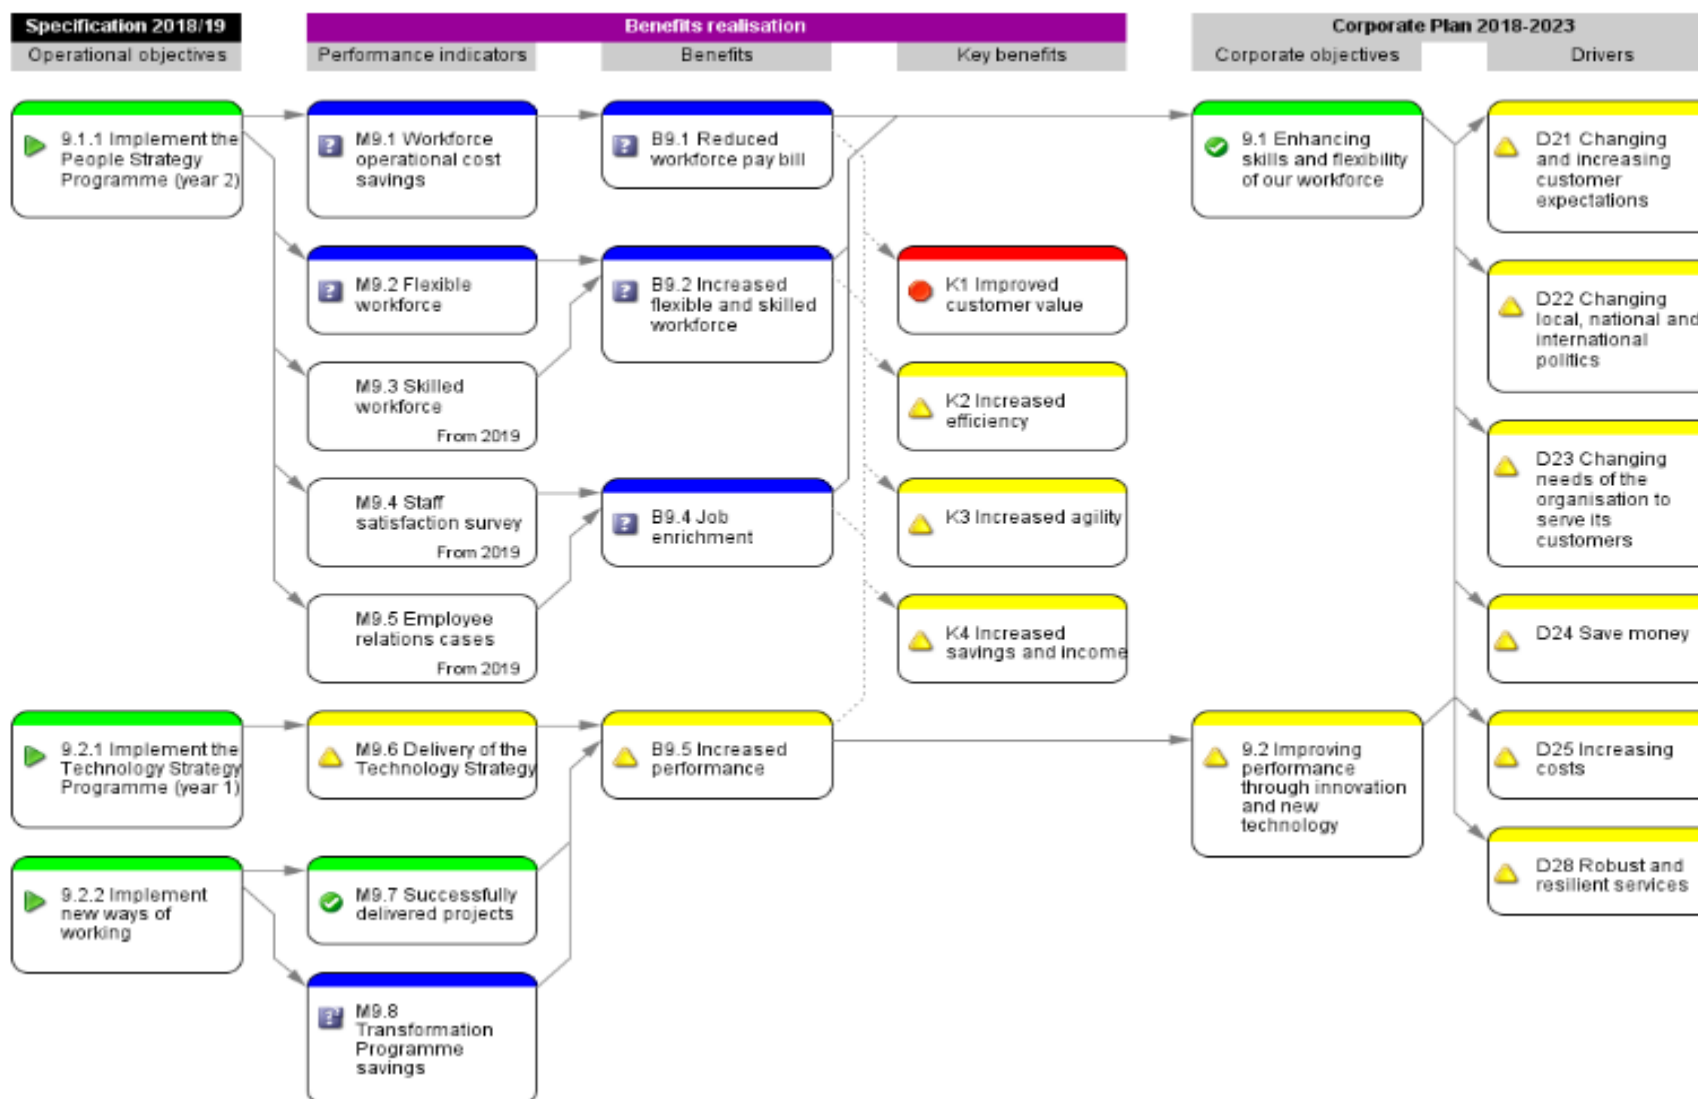 Specification 2018/19
Benefits realisation
Corporate Plan 2018-2023
Operational objectives
Performance indicators
Benefits
Key benefits
Corporate objectives
Drivers
9.1.1 Implement the
People Strategy
Programme (year 2)
M9.1 Workforce
operational cost
savings
B9.1 Reduced
workforce pay bill
9.1 Enhancing
skills and flexibility
of our workforce
D21 Changing
and increasing
customer
expectations
M9.2 Flexible
workforce
B9.2 Increased
flexible and skilled
workforce
K1 Improved
customer value
D22 Changing
local, national and
international
politics
M9.3 Skilled
workforce
From 2019
K2 Increased
efficiency
D23 Changing
needs of the
organisation to
serve its
customers
M9.4 Staff
satisfaction survey
From 2019
B9.4 Job
enrichment
K3 Increased agility
M9.5 Employee
relations cases
From 2019
K4 Increased
savings and income
D24 Save money
9.2.1 Implement the
Technology Strategy
Programme (year 1)
M9.6 Delivery of the
Technology Strategy
B9.5 Increased
performance
9.2 Improving
performance
through innovation
and new
technology
D25 Increasing
costs
9.2.2 Implement
new ways of
working
M9.7 Successfully
delivered projects
D28 Robust and
resilient services
M9.8
Transformation
Programme
savings